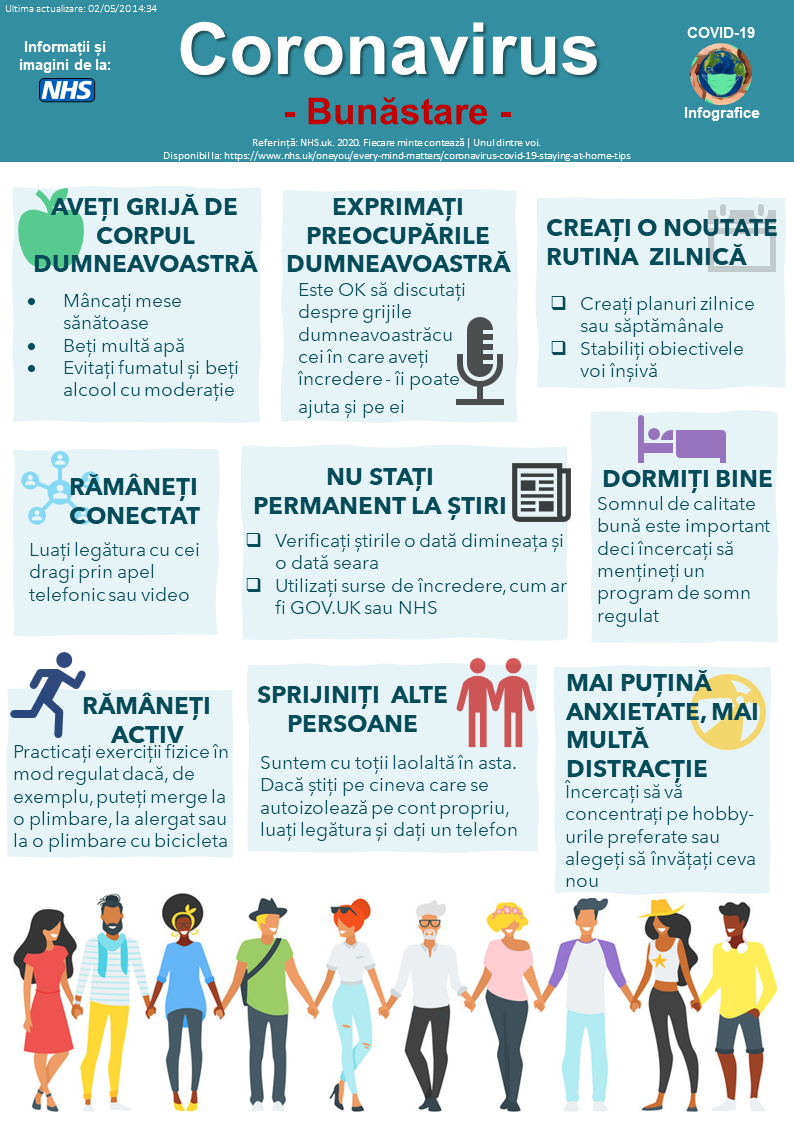 Ultima actualizare: 02/05/20 14:34
Informații și
imagini de la:
NHS
Coronavirus
- Bunăstare -
COVID-19
Infografice
Referință: NHS.uk. 2020. Fiecare minte contează | Unul dintre voi.
Disponibil la: https://www.nhs.uk/oneyou/every-mind-matters/coronavirus-covid-19-staying-at-home-tips
AVEȚI GRIJĂ DE
CORPUL
DUMNEAVOASTRĂ
• Mâncați mese
sănătoase
• Beți multă apă
• Evitați fumatul și beți
alcool cu moderație
EXPRIMAȚI
PREOCUPĂRILE
DUMNEAVOASTRĂ
Este OK să discutați
despre grijile
dumneavoastrăcu
cei în care aveți
încredere - îi poate
ajuta și pe ei
CREAȚI O NOUTATE
RUTINA ZILNICĂ
❑ Creați planuri zilnice
sau săptămânale
❑ Stabiliți obiectivele
voi înșivă
RĂMÂNEȚI
CONECTAT
Luați legătura cu cei
dragi prin apel
telefonic sau video
NU STAȚI
PERMANENT LA ȘTIRI
❑ Verificați știrile o dată dimineața și
o dată seara
❑ Utilizați surse de încredere, cum ar
fi GOV.UK sau NHS
DORMIȚI BINE
Somnul de calitate
bună este important
deci încercați să
mențineți un
program de somn
regulat
RĂMÂNEȚI
ACTIV
Practicați exerciții fizice în
mod regulat dacă, de
exemplu, puteți merge la
o plimbare, la alergat sau
la o plimbare cu bicicleta
SPRIJINIȚI ALTE
PERSOANE
Suntem cu toții laolaltă în asta.
Dacă știți pe cineva care se
autoizolează pe cont propriu,
luați legătura și dați un telefon
MAI PUȚINĂ
ANXIETATE, MAI
MULTĂ
DISTRACȚIE
Încercați să vă
concentrați pe hobby-
urile preferate sau
alegeți să învățați ceva
nou